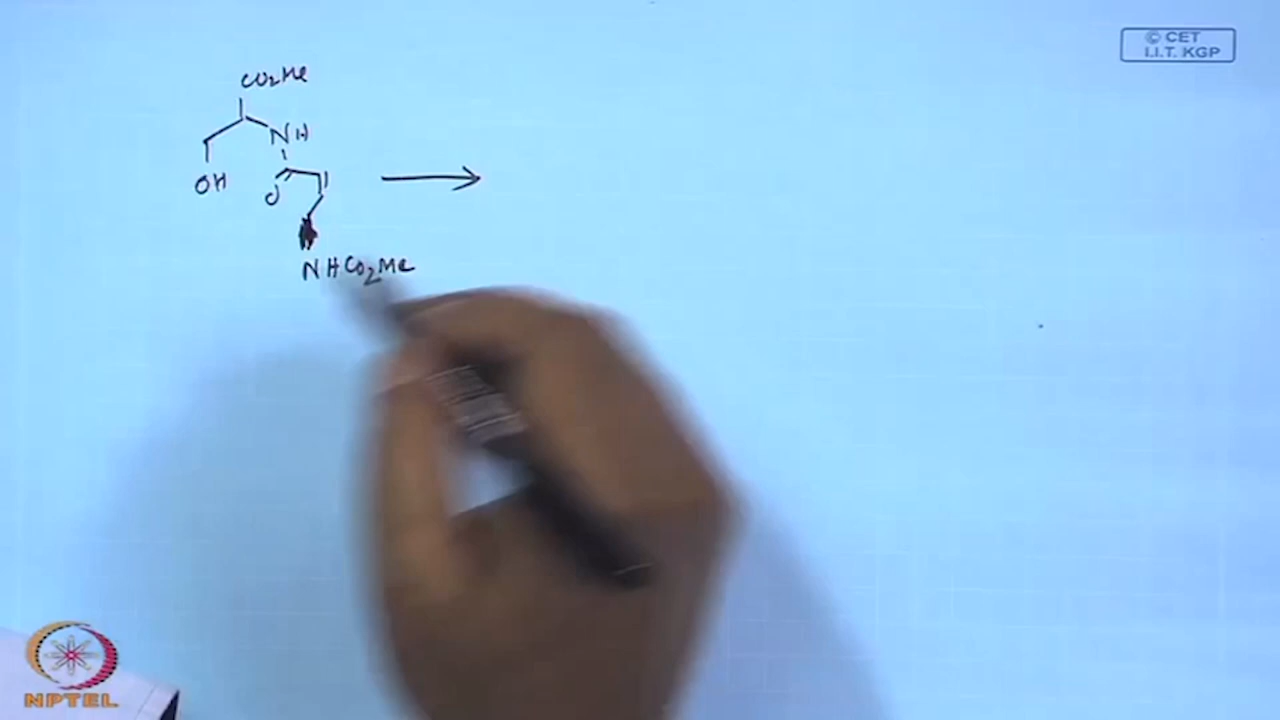 © CET
I.I.T. KGP
CO2Me
NH
OH
O
NHCO2Me
NPTEL